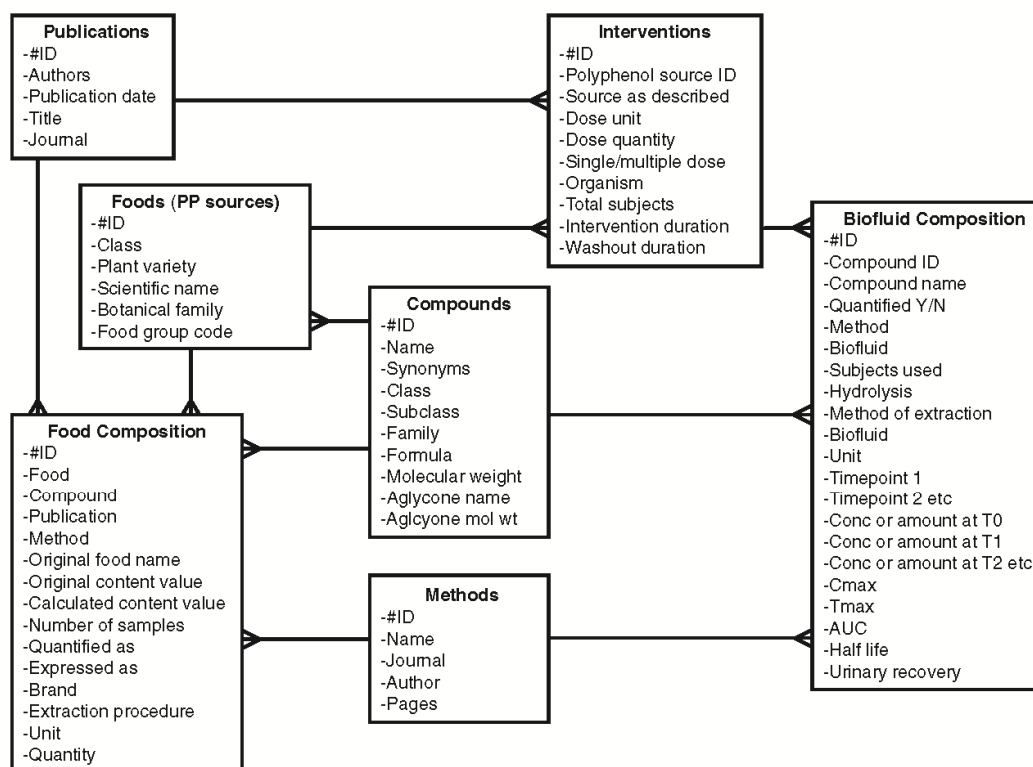 Publications
-#ID
-Authors
-Publication date
-Title
-Journal
Interventions
-#ID
-Polyphenol source ID
-Source as described
-Dose unit
-Dose quantity
-Single/multiple dose
-Organism
-Total subjects
-Intervention duration
-Washout duration
Foods (PP sources)
-#ID
-Class
-Plant variety
-Scientific name
-Botanical family
-Food group code
Biofluid Composition
-#ID
-Compound ID
-Compound name
-Quantified Y/N
-Method
-Biofluid
-Subjects used
-Hydrolysis
-Method of extraction
-Biofluid
-Unit
-Timepoint 1
-Timepoint 2 etc
-Conc or amount at T0
-Conc or amount at T1
-Conc or amount at T2 etc
-Cmax
-Tmax
-AUC
-Half life
-Urinary recovery
Compounds
-#ID
-Name
-Synonyms
-Class
-Subclass
-Family
-Formula
-Molecular weight
-Aglycone name
-Aglcyone mol wt
Food Composition
-#ID
-Food
-Compound
-Publication
-Method
-Original food name
-Original content value
-Calculated content value
-Number of samples
-Quantified as
-Expressed as
-Brand
-Extraction procedure
-Unit
-Quantity
Methods
-#ID
-Name
-Journal
-Author
-Pages